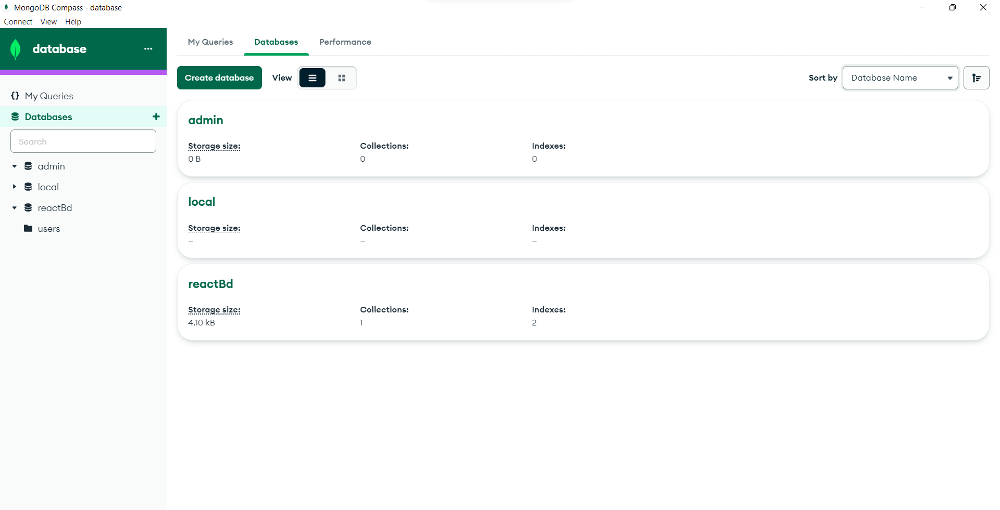 MongoDB Compass - database
Connect View Help
database
My Queries
Databases
Search
admin
local
reactBd
users
My Queries Databases Performance
Create database View
Sort by Database Name
admin
Storage size: Collections: Indexes:
0 B 0 0
local
Storage size: Collections: Indexes:
– – –
reactBd
Storage size: Collections: Indexes:
4.10 kB 1 2